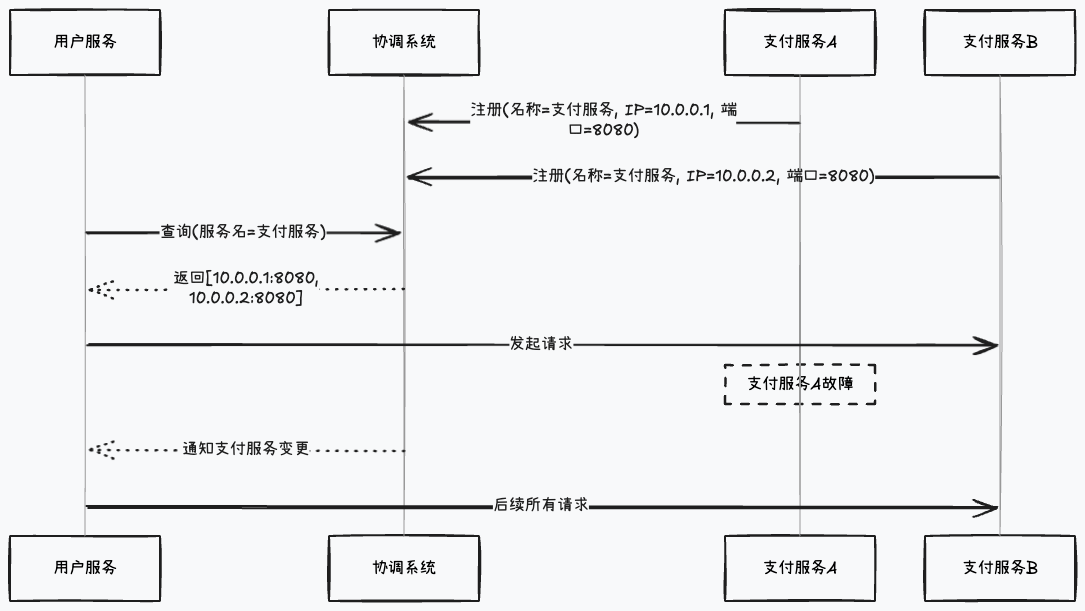 用户服务
协调系统
支付服务A
支付服务B
注册(名称=支付服务, IP=10.0.0.1, 端
口=8080)
注册(名称=支付服务, IP=10.0.0.2, 端口=8080)
查询(服务名=支付服务)
返回[10.0.0.1:8080,
10.0.0.2:8080]
发起请求
支付服务A故障
通知支付服务变更
后续所有请求
用户服务
协调系统
支付服务A
支付服务B